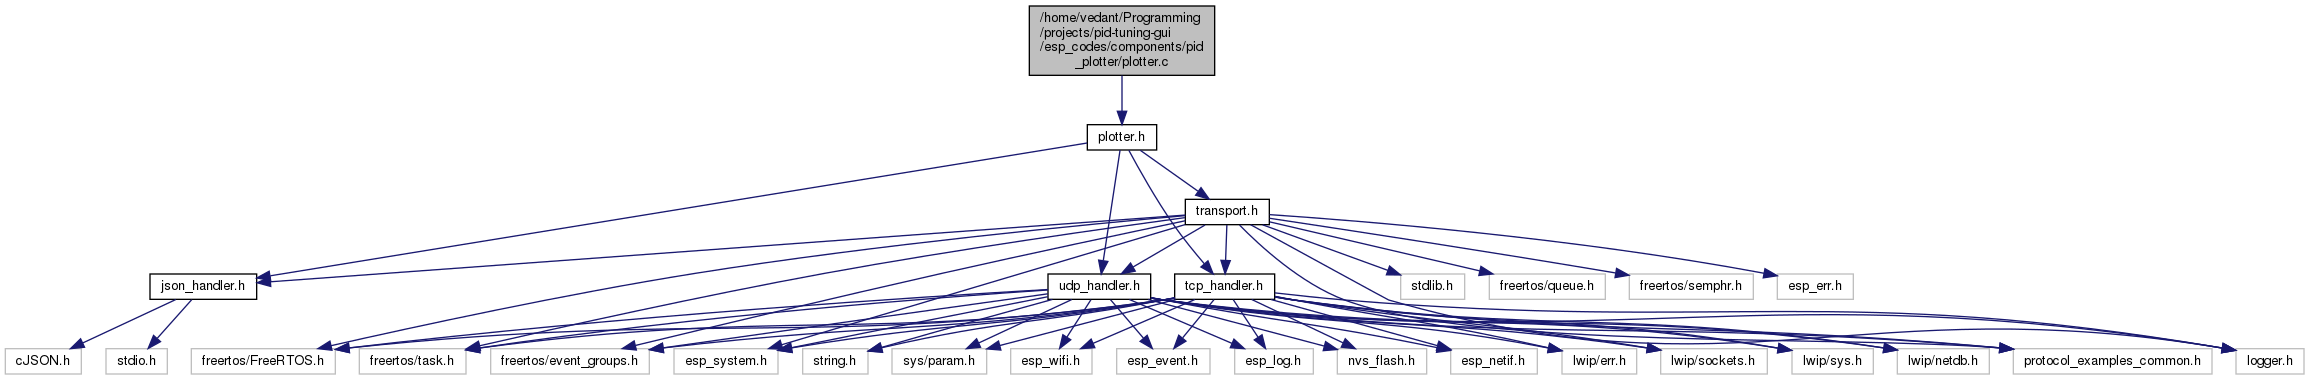 /home/vedant/Programming
/projects/pid-tuning-gui
/esp_codes/components/pid
_plotter/plotter.c
plotter.h
transport.h
json_handler.h
udp_handler.h
tcp_handler.h
stdlib.h
freertos/queue.h
freertos/semphr.h
esp_err.h
cJSON.h
stdio.h
freertos/FreeRTOS.h
freertos/task.h
freertos/event_groups.h
esp_system.h
string.h
sys/param.h
esp_wifi.h
esp_event.h
esp_log.h
nvs_flash.h
esp_netif.h
lwip/err.h
lwip/sockets.h
lwip/sys.h
lwip/netdb.h
protocol_examples_common.h
logger.h